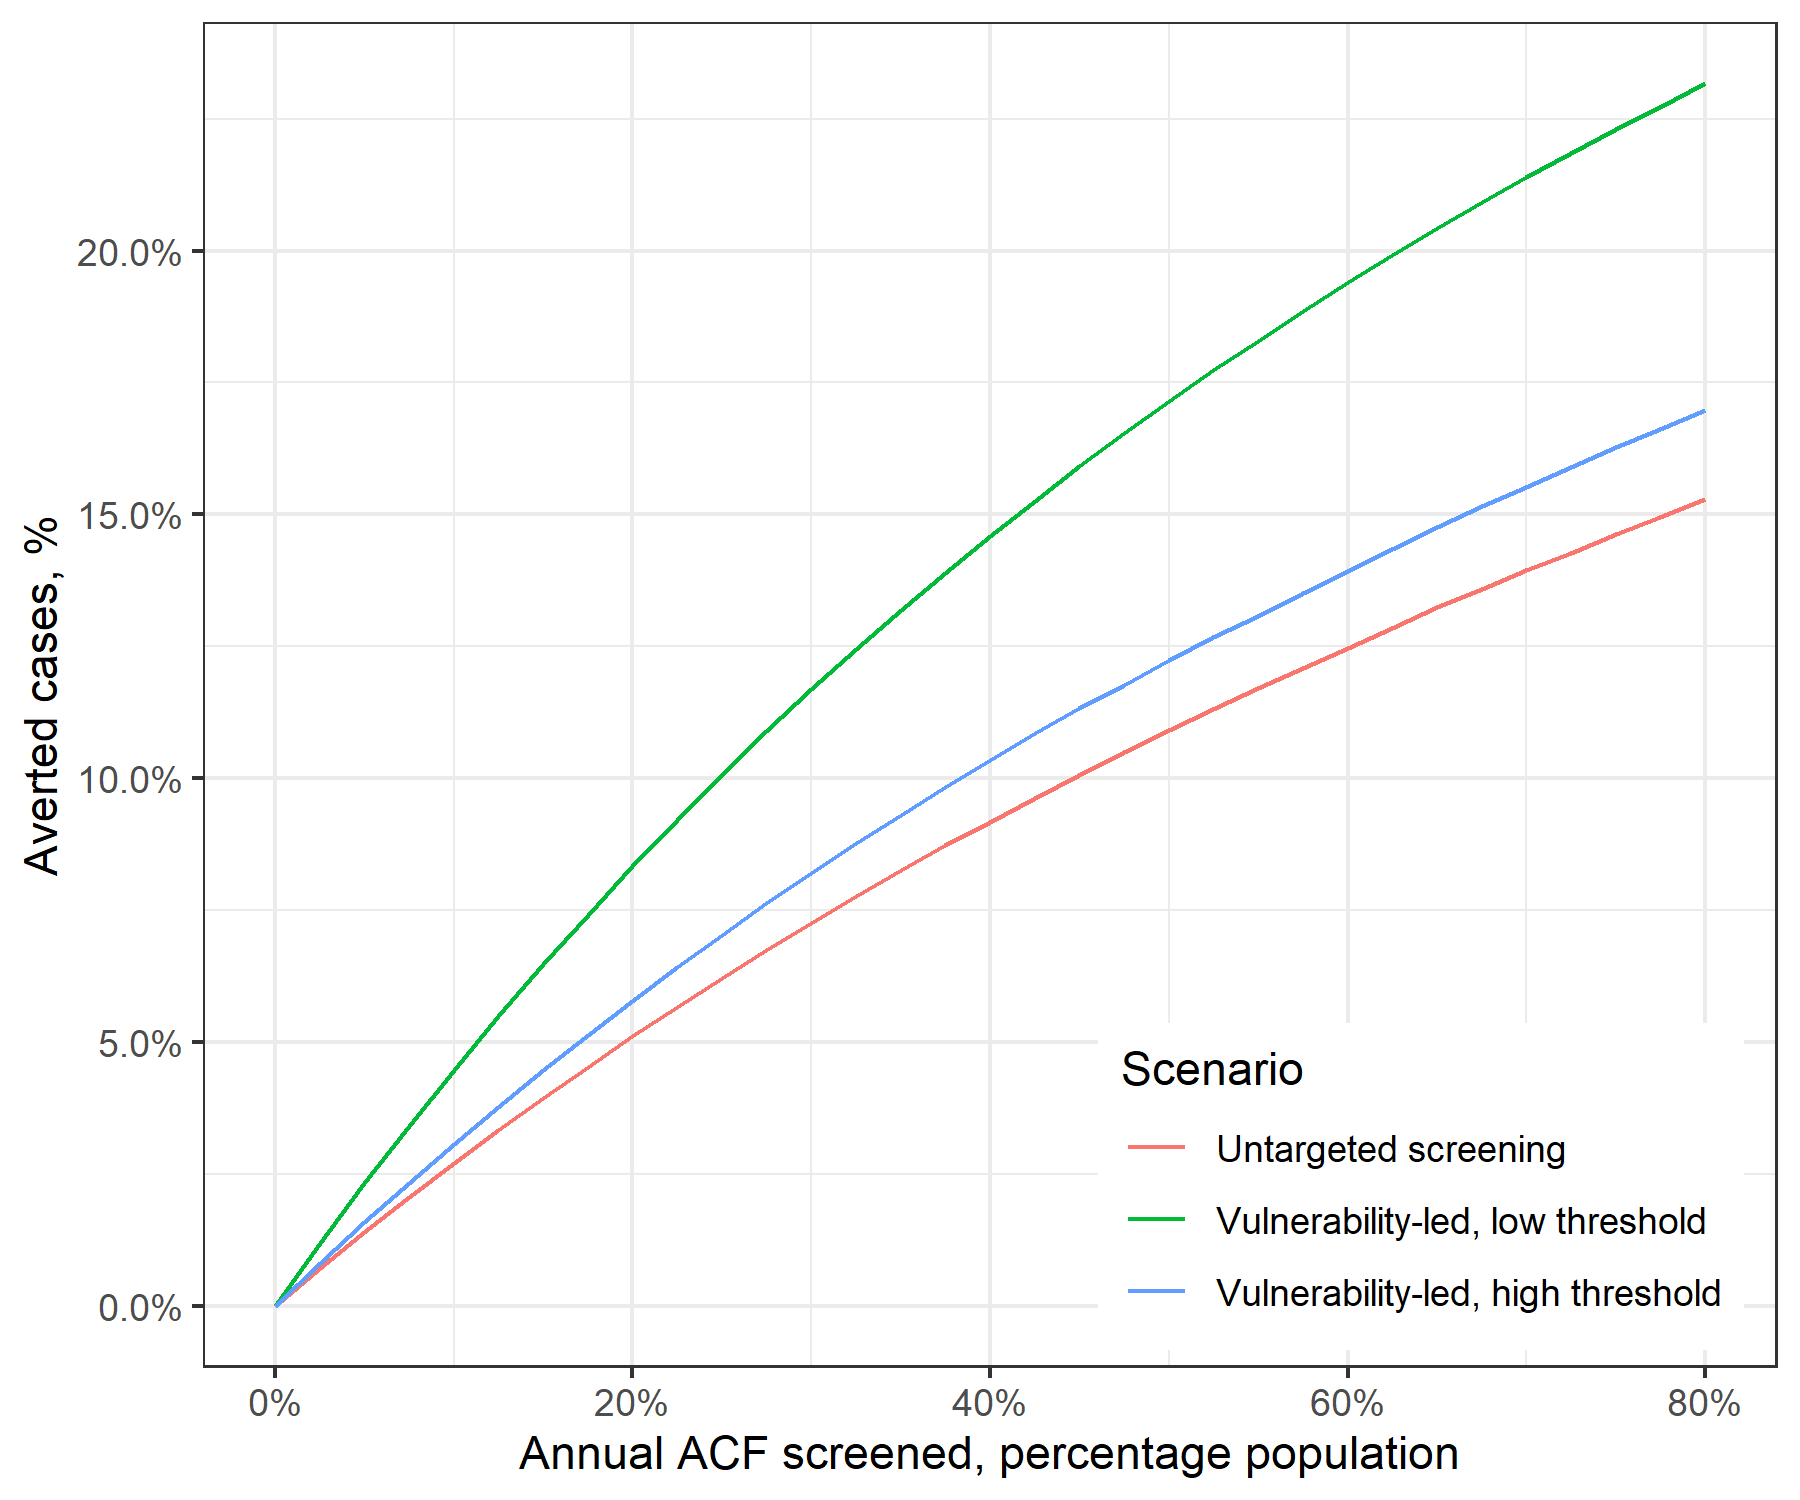 Averted cases, %
20.0%
15.0%
10.0%
5.0%
0.0%
Scenario
Untargeted screening
Vulnerability-led, low threshold
Vulnerability-led, high threshold
0%
20%
40%
60%
80%
Annual ACF screened, percentage population